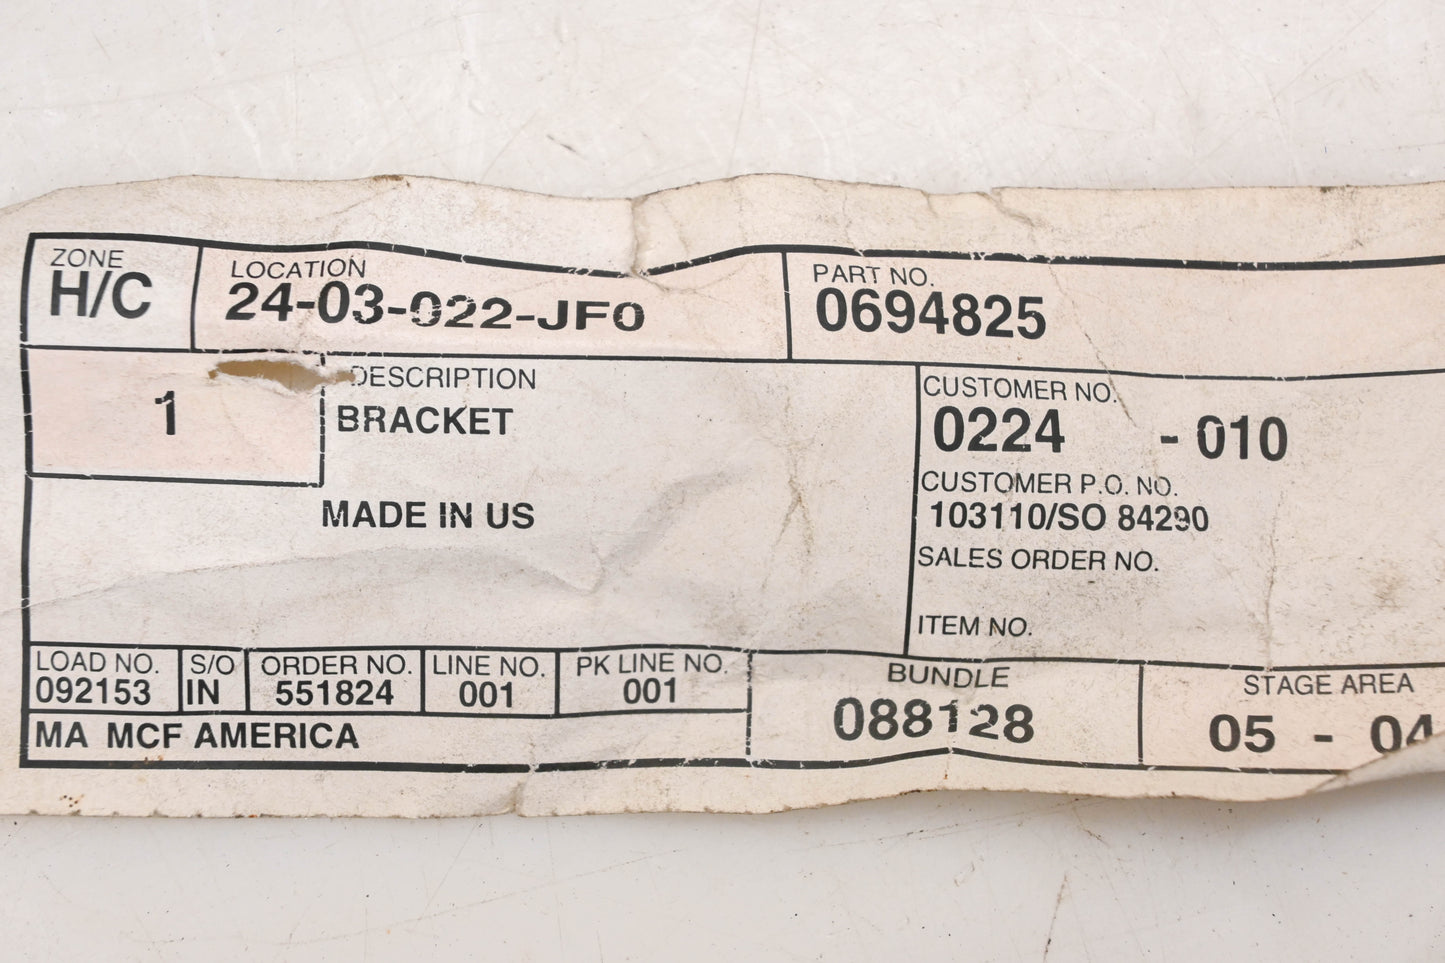 ZONE
H/C
LOCATION
24-03-022-JF0
PART NO.
0694825
1
DESCRIPTION
BRACKET
MADE IN US
CUSTOMER NO.
0224 - 010
CUSTOMER P.O. NO.
103110/SO 84290
SALES ORDER NO.
ITEM NO.
LOAD NO. S/O ORDER NO. LINE NO. PK LINE NO.
092153 IN 551824 001 001
MA MCF AMERICA
BUNDLE
088128
STAGE AREA
05 - 04